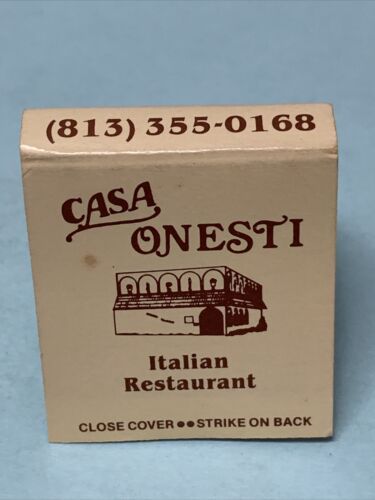 (813) 355-0168
CASA
ONESTI
Italian
Restaurant
CLOSE COVER ●● STRIKE ON BACK